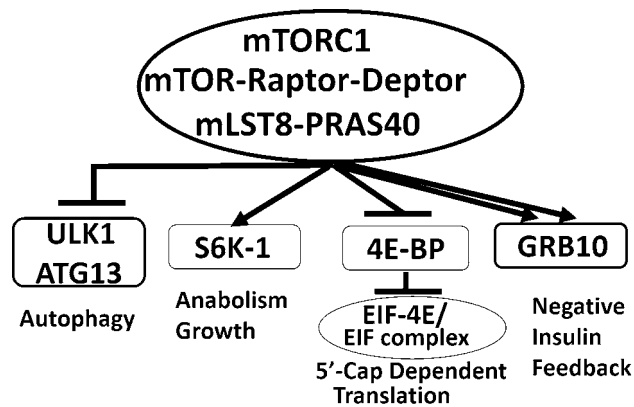 mTORC1
mTOR-Raptor-Deptor
mLST8-PRAS40
ULK1
ATG13
Autophagy
S6K-1
Anabolism
Growth
4E-BP
EIF-4E/
EIF complex
5’-Cap Dependent
Translation
GRB10
Negative
Insulin
Feedback